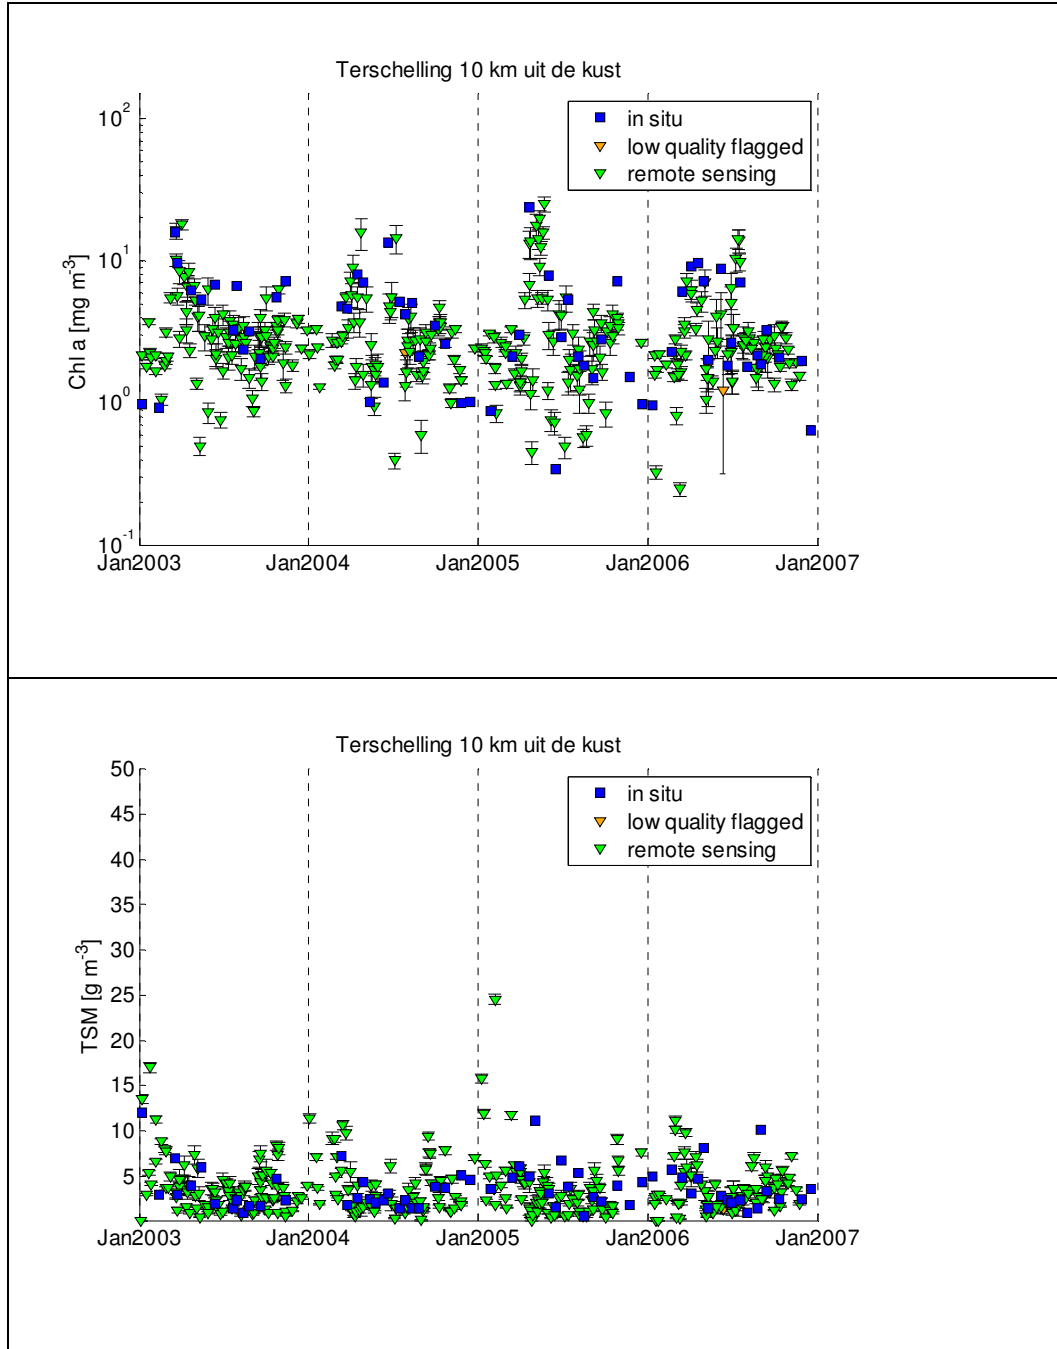 Terschelling 10 km uit de kust
in situ
low quality flagged
remote sensing
Chl a [mg m-3]
10^2
10^1
10^0
10^-1
Jan2003 Jan2004 Jan2005 Jan2006 Jan2007
Terschelling 10 km uit de kust
in situ
low quality flagged
remote sensing
TSM [g m-3]
50
45
40
35
30
25
20
15
10
5
Jan2003 Jan2004 Jan2005 Jan2006 Jan2007